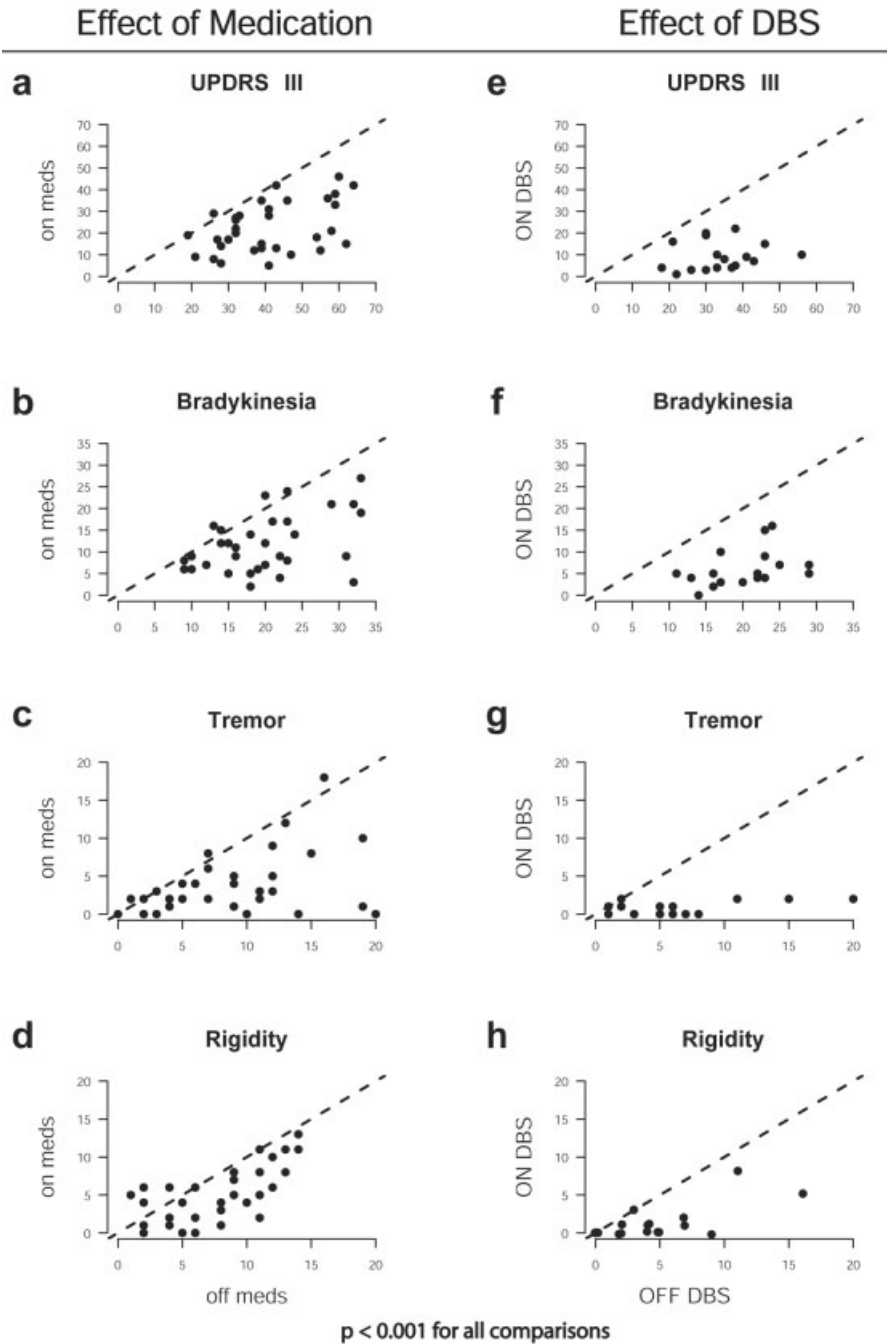 Effect of Medication
Effect of DBS
a
UPDRS III
on meds
70
60
50
40
30
20
10
0
0 10 20 30 40 50 60 70
e
UPDRS III
ON DBS
70
60
50
40
30
20
10
0
0 10 20 30 40 50 60 70
b
Bradykinesia
on meds
35
30
25
20
15
10
5
0
0 5 10 15 20 25 30 35
f
Bradykinesia
ON DBS
35
30
25
20
15
10
5
0
0 5 10 15 20 25 30 35
c
Tremor
on meds
20
15
10
5
0
0 5 10 15 20
g
Tremor
ON DBS
20
15
10
5
0
0 5 10 15 20
d
Rigidity
on meds
20
15
10
5
0
0 5 10 15 20
off meds
h
Rigidity
ON DBS
20
15
10
5
0
0 5 10 15 20
OFF DBS
p < 0.001 for all comparisons